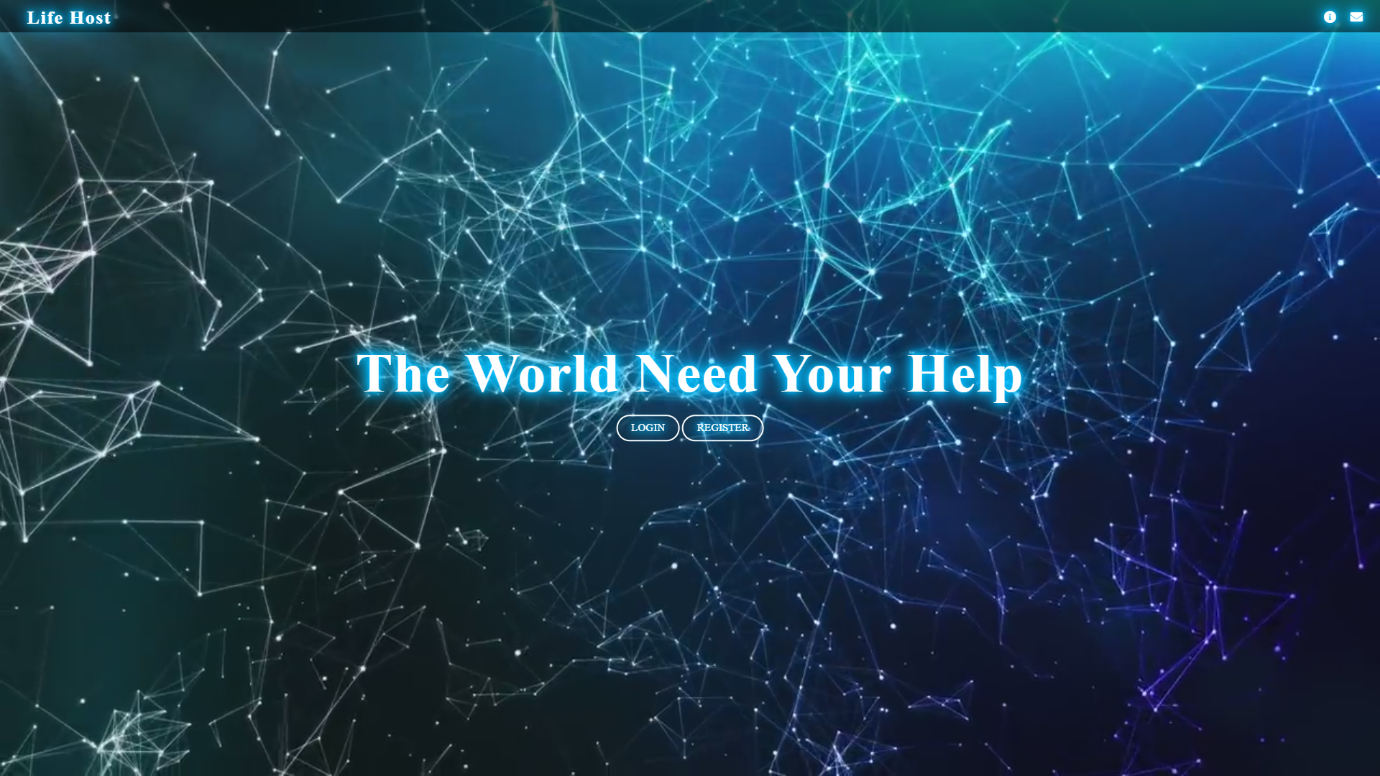 Life Host
The World Need Your Help
LOGIN REGISTER